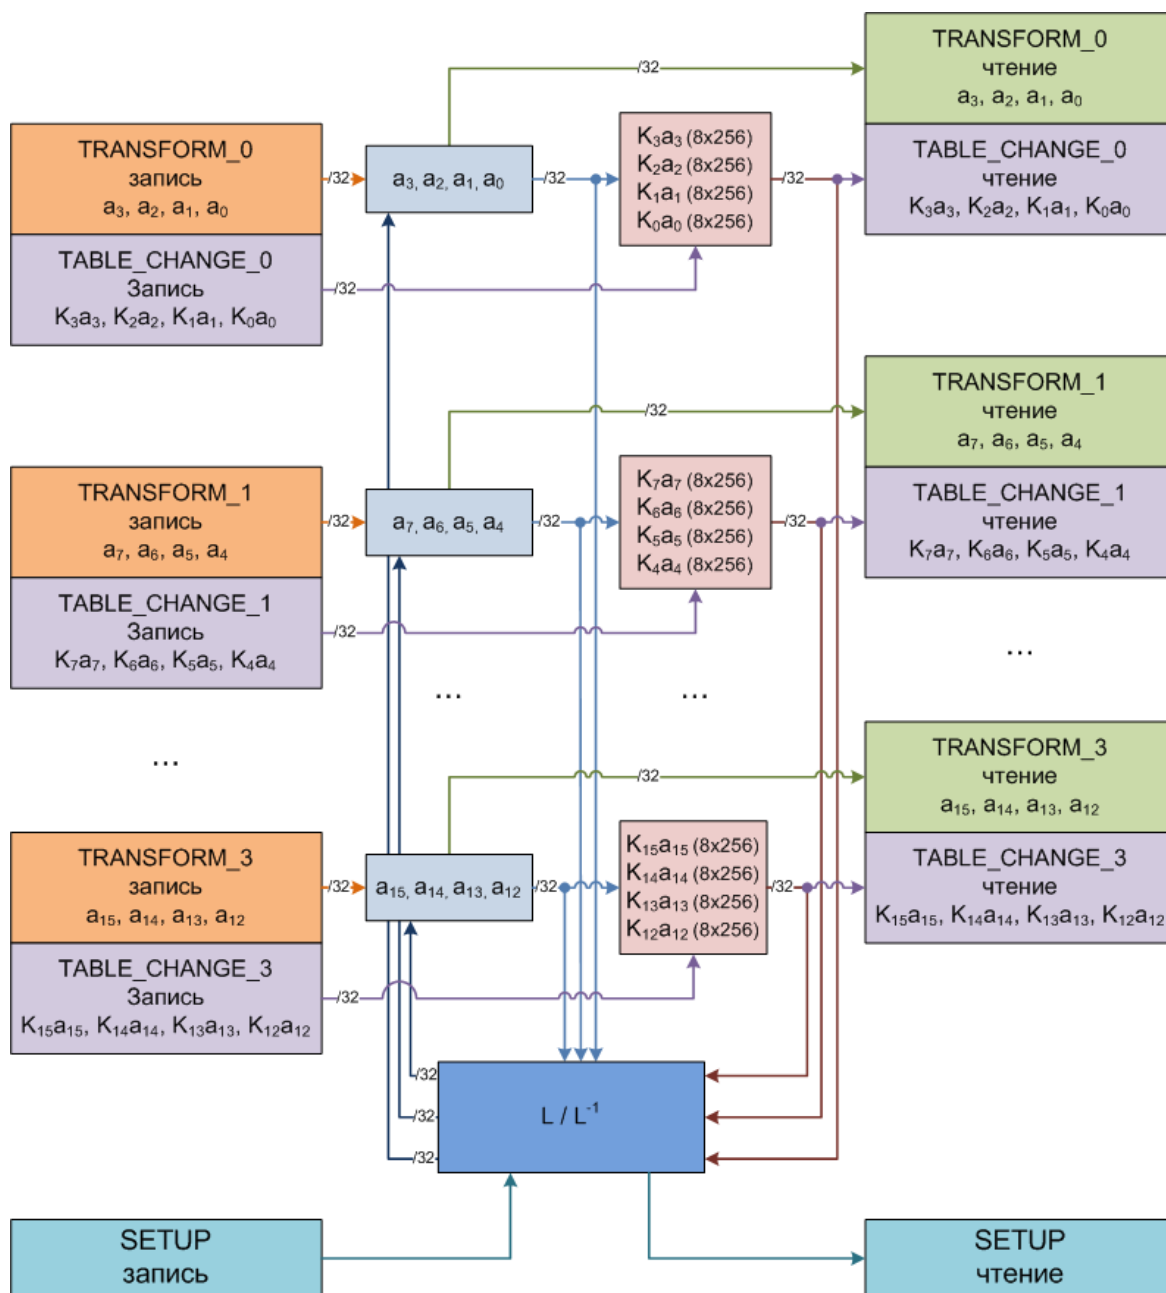 TRANSFORM_0
чтение
a₃, a₂, a₁, a₀
/32
TRANSFORM_0
запись
a₃, a₂, a₁, a₀
/32
a₃, a₂, a₁, a₀
/32
K₃a₃ (8x256)
K₂a₂ (8x256)
K₁a₁ (8x256)
K₀a₀ (8x256)
/32
TABLE_CHANGE_0
чтение
K₃a₃, K₂a₂, K₁a₁, K₀a₀
TABLE_CHANGE_0
Запись
K₃a₃, K₂a₂, K₁a₁, K₀a₀
/32
TRANSFORM_1
чтение
a₇, a₆, a₅, a₄
/32
TRANSFORM_1
запись
a₇, a₆, a₅, a₄
/32
a₇, a₆, a₅, a₄
/32
K₇a₇ (8x256)
K₆a₆ (8x256)
K₅a₅ (8x256)
K₄a₄ (8x256)
/32
TABLE_CHANGE_1
чтение
K₇a₇, K₆a₆, K₅a₅, K₄a₄
TABLE_CHANGE_1
Запись
K₇a₇, K₆a₆, K₅a₅, K₄a₄
/32
...
...
...
...
TRANSFORM_3
чтение
a₁₅, a₁₄, a₁₃, a₁₂
/32
TRANSFORM_3
запись
a₁₅, a₁₄, a₁₃, a₁₂
/32
a₁₅, a₁₄, a₁₃, a₁₂
/32
K₁₅a₁₅ (8x256)
K₁₄a₁₄ (8x256)
K₁₃a₁₃ (8x256)
K₁₂a₁₂ (8x256)
/32
TABLE_CHANGE_3
чтение
K₁₅a₁₅, K₁₄a₁₄, K₁₃a₁₃, K₁₂a₁₂
TABLE_CHANGE_3
Запись
K₁₅a₁₅, K₁₄a₁₄, K₁₃a₁₃, K₁₂a₁₂
/32
/32
/32
/32
L / L⁻¹
SETUP
запись
SETUP
чтение